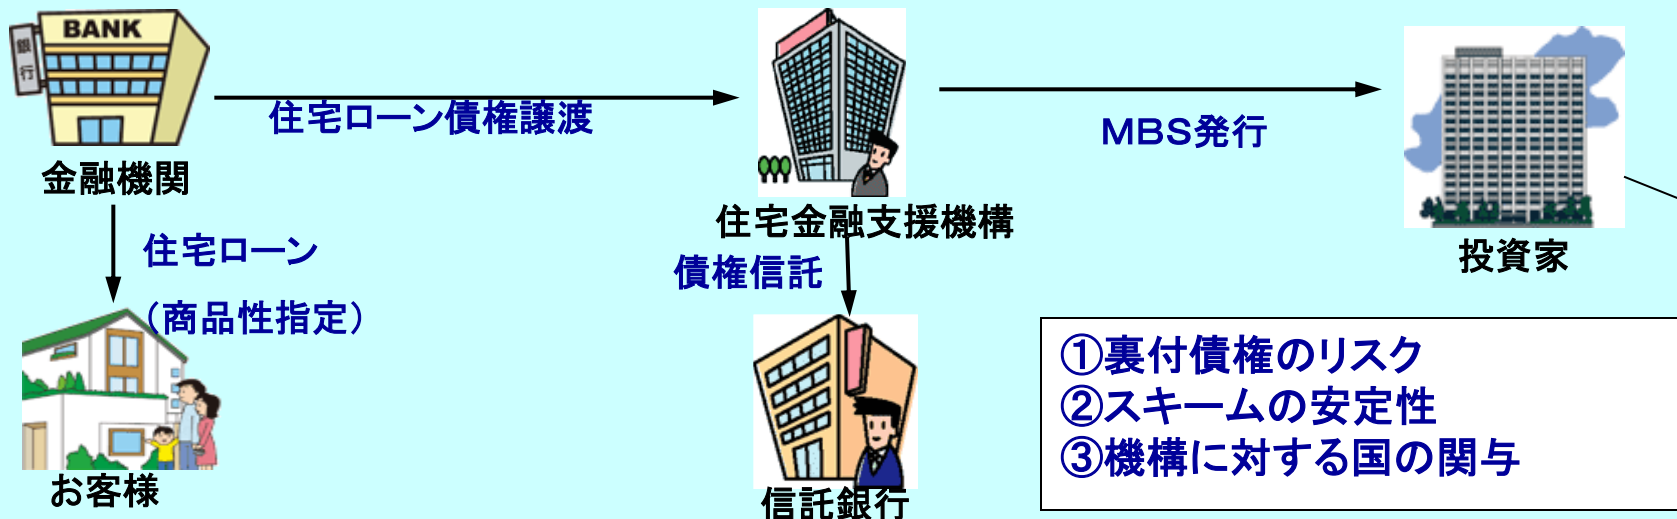 BANK
銀行
住宅ローン債権譲渡
MBS発行
金融機関
住宅金融支援機構
投資家
住宅ローン
(商品性指定)
債権信託
お客様
信託銀行
①裏付債権のリスク
②スキームの安定性
③機構に対する国の関与